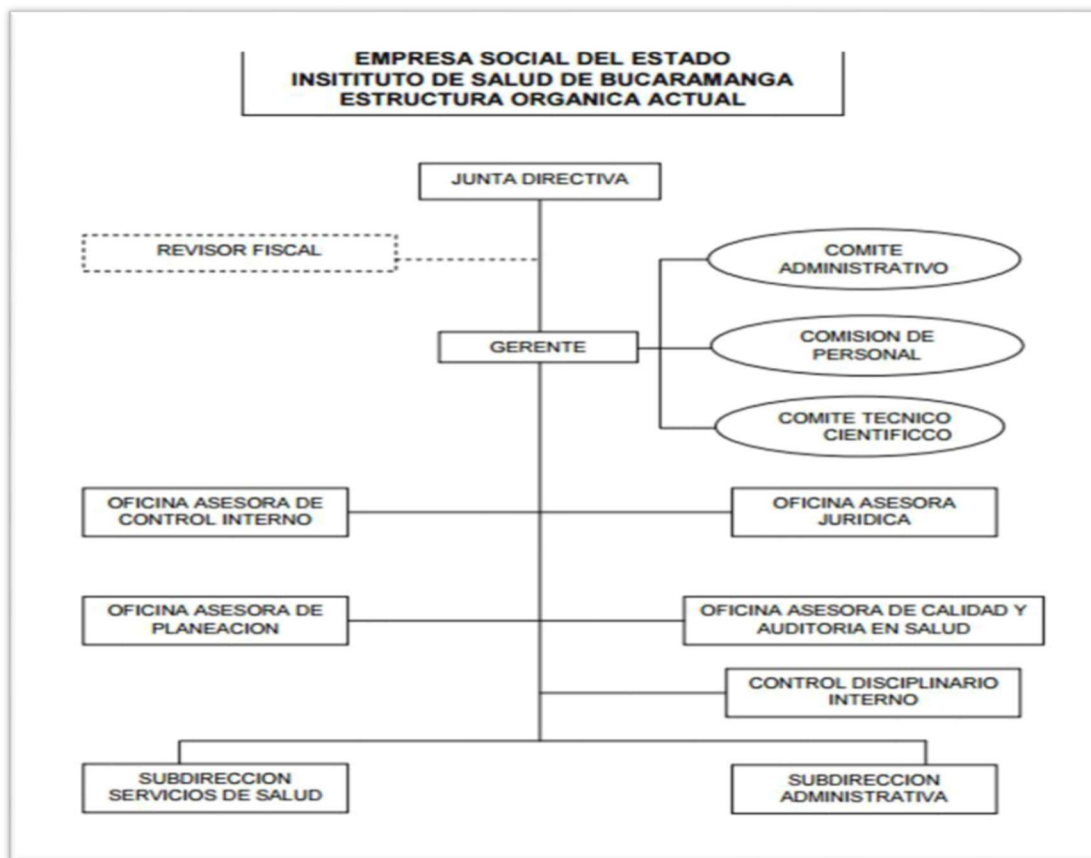 EMPRESA SOCIAL DEL ESTADO
INSITITUTO DE SALUD DE BUCARAMANGA
ESTRUCTURA ORGANICA ACTUAL
JUNTA DIRECTIVA
REVISOR FISCAL
COMITE
ADMINISTRATIVO
GERENTE
COMISION DE
PERSONAL
COMITE TECNICO
CIENTIFICCO
OFICINA ASESORA DE
CONTROL INTERNO
OFICINA ASESORA
JURIDICA
OFICINA ASESORA DE
PLANEACION
OFICINA ASESORA DE CALIDAD Y
AUDITORIA EN SALUD
CONTROL DISCIPLINARIO
INTERNO
SUBDIRECCION
SERVICIOS DE SALUD
SUBDIRECCION
ADMINISTRATIVA